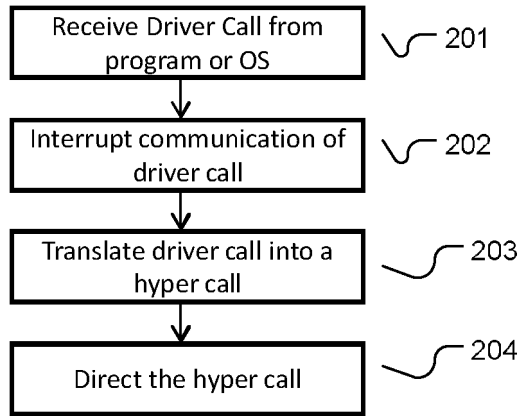 Receive Driver Call from
program or OS
201
Interrupt communication of
driver call
202
Translate driver call into a
hyper call
203
Direct the hyper call
204